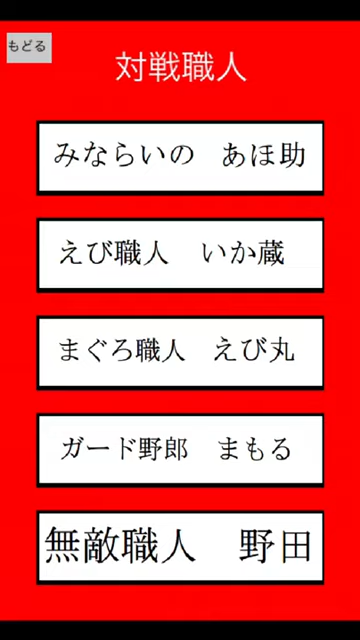 もどる
対戦職人
みならいの　あほ助
えび職人　いか蔵
まぐろ職人　えび丸
ガード野郎　まもる
無敵職人　野田